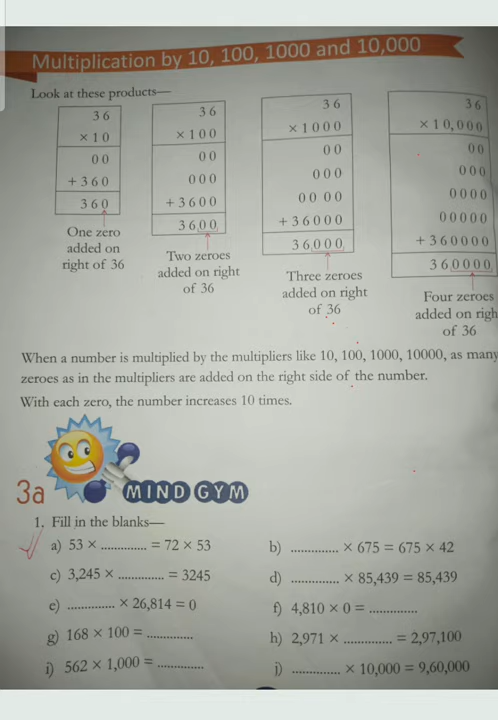 Multiplication by 10, 100, 1000 and 10,000
Look at these products—
36
×10
00
+360
360
One zero
added on
right of 36
36
×100
00
000
+3600
3600
Two zeroes
added on right
of 36
36
×1000
00
000
0000
+36000
36000
Three zeroes
added on right
of 36
36
×10,000
00
000
0000
00000
+360000
360000
Four zeroes
added on righ
of 36
When a number is multiplied by the multipliers like 10, 100, 1000, 10000, as many
zeroes as in the multipliers are added on the right side of the number.
With each zero, the number increases 10 times.
3a MIND GYM
1. Fill in the blanks—
a) 53 × .............. = 72 × 53
b) .............. × 675 = 675 × 42
c) 3,245 × .............. = 3245
d) .............. × 85,439 = 85,439
e) .............. × 26,814 = 0
f) 4,810 × 0 = ..............
g) 168 × 100 = ..............
h) 2,971 × .............. = 2,97,100
i) 562 × 1,000 = ..............
j) .............. × 10,000 = 9,60,000